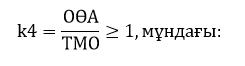 k4 = ОӨА / ТМО ≥ 1, мұндағы: